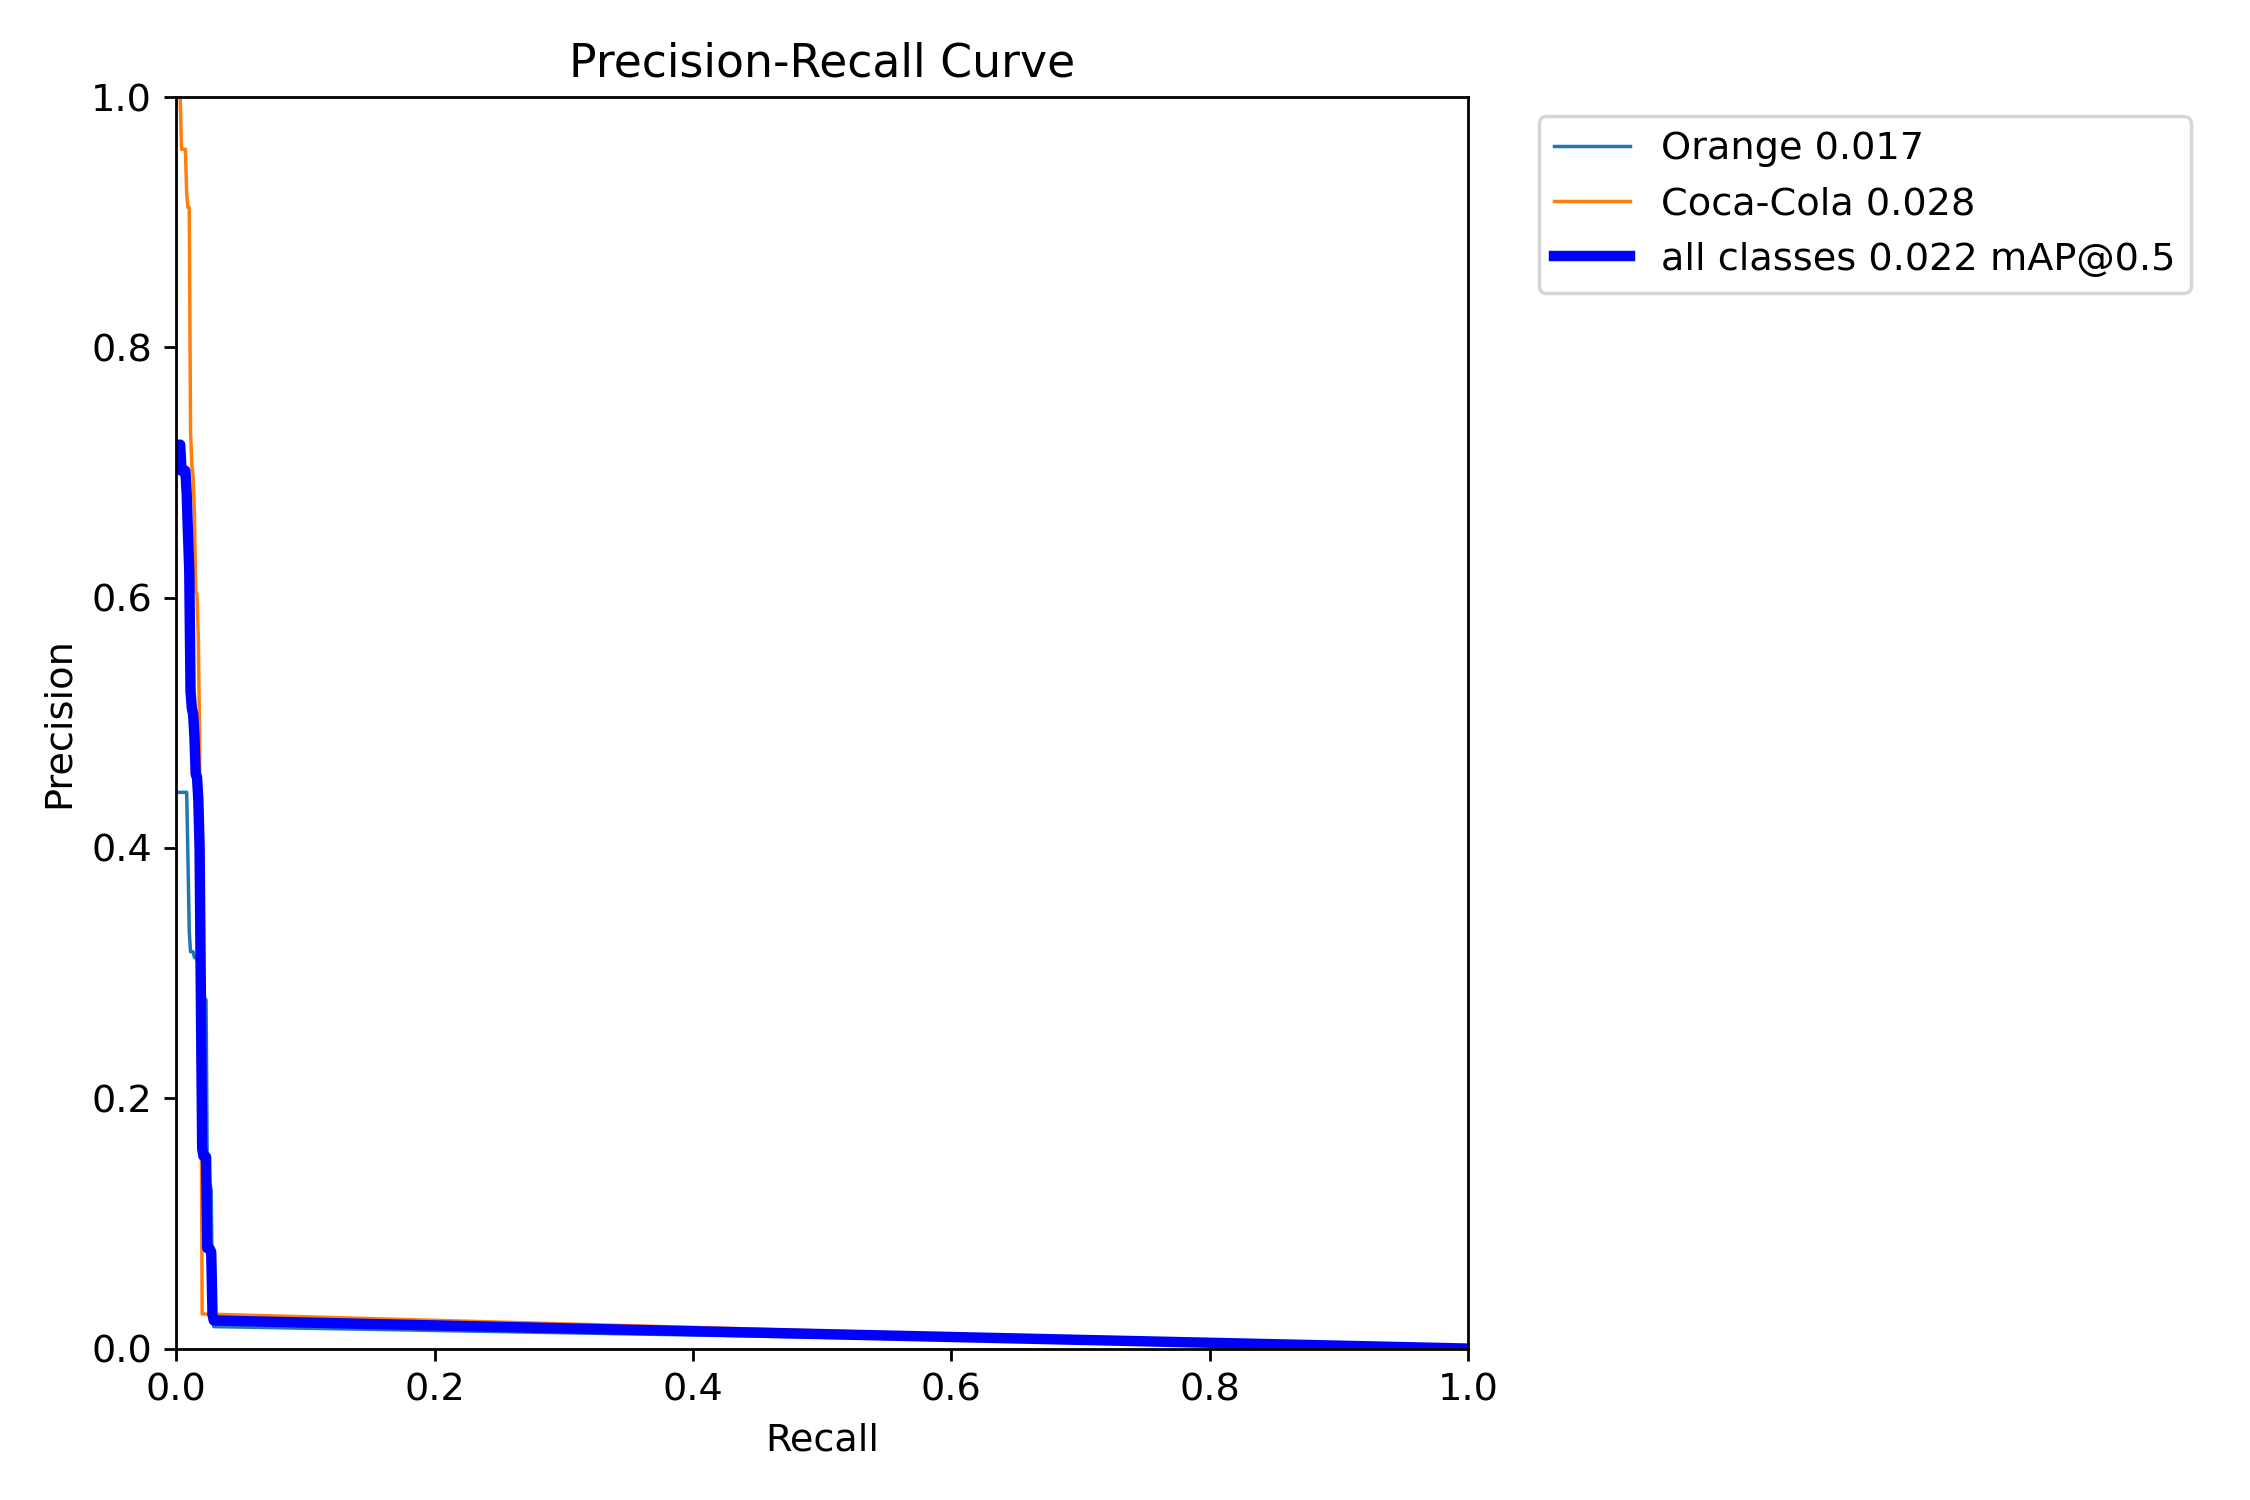 Precision-Recall Curve
Orange 0.017
Coca-Cola 0.028
all classes 0.022 mAP@0.5
1.0
0.8
0.6
0.4
0.2
0.0
Precision
0.0 0.2 0.4 0.6 0.8 1.0
Recall